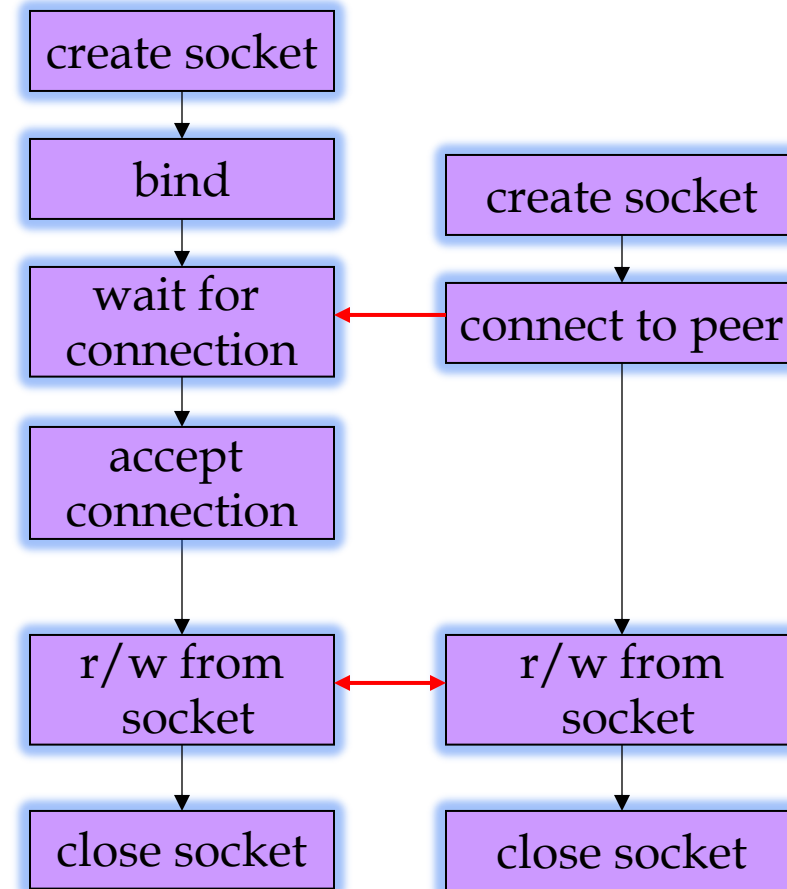 create socket
bind
wait for
connection
accept
connection
r/w from
socket
close socket
create socket
connect to peer
r/w from
socket
close socket